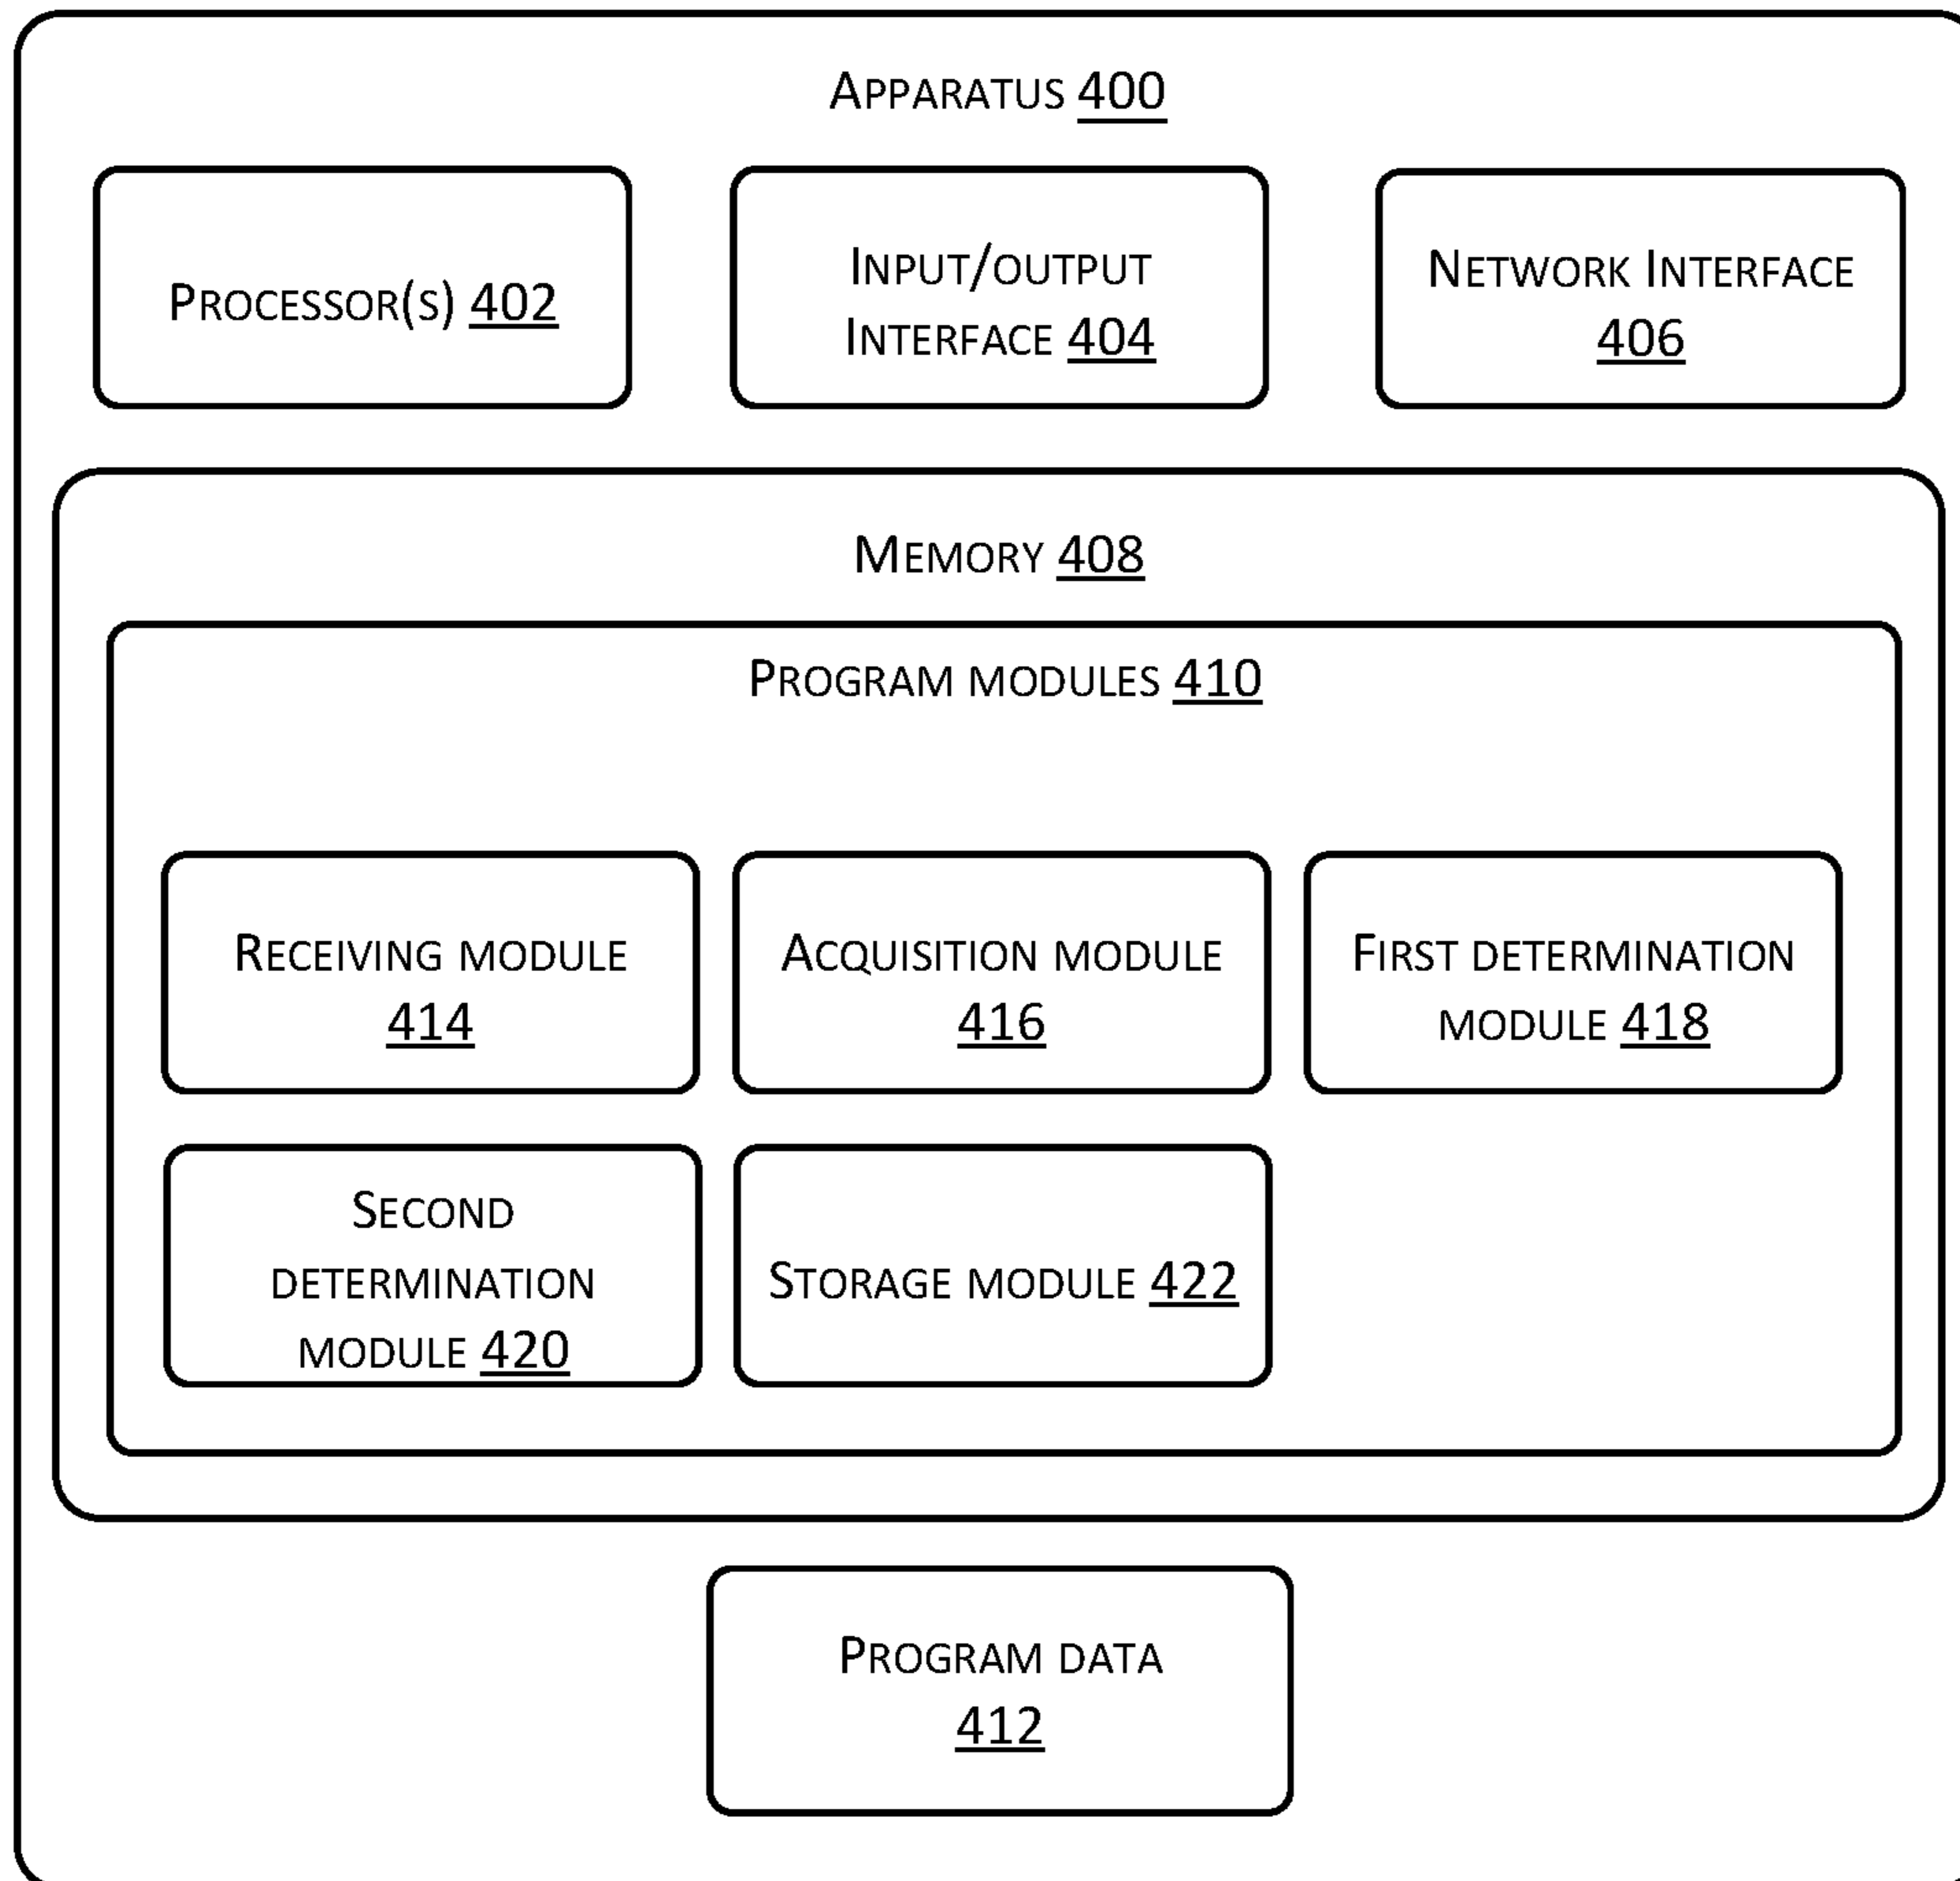 APPARATUS 400
PROCESSOR(S) 402
INPUT/OUTPUT
INTERFACE 404
NETWORK INTERFACE
406
MEMORY 408
PROGRAM MODULES 410
RECEIVING MODULE
414
ACQUISITION MODULE
416
FIRST DETERMINATION
MODULE 418
SECOND
DETERMINATION
MODULE 420
STORAGE MODULE 422
PROGRAM DATA
412